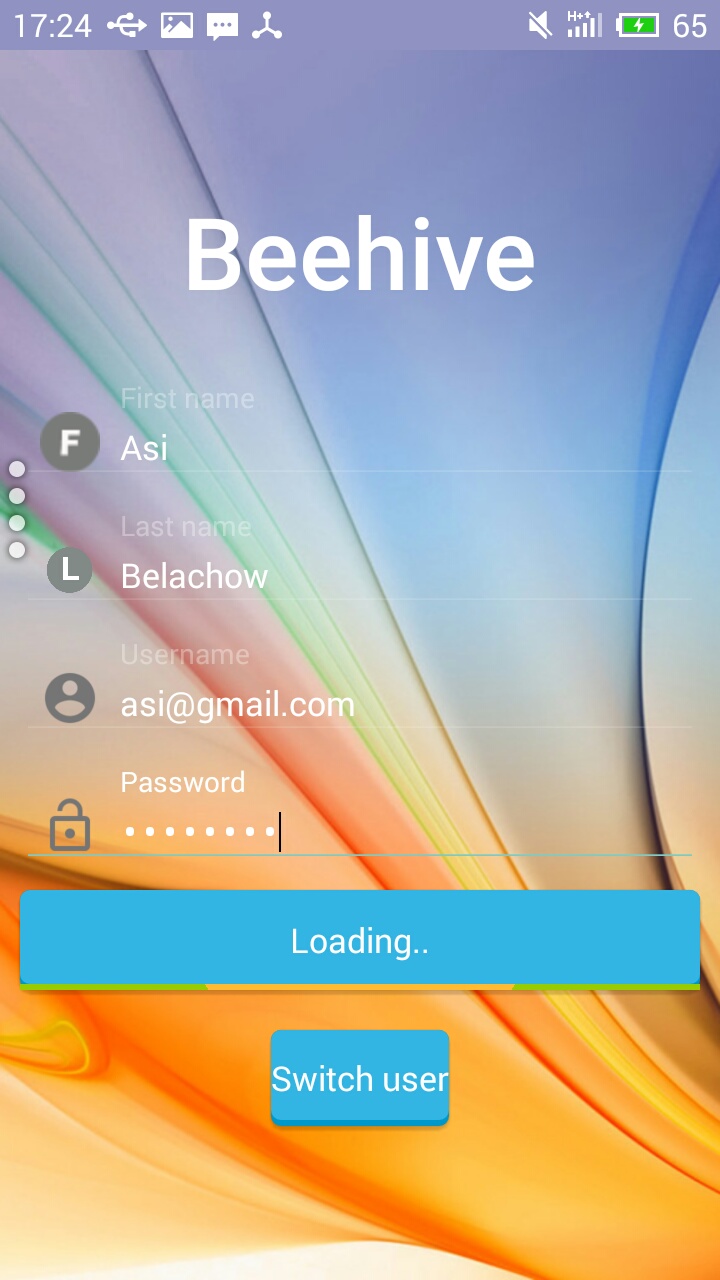 17:24 H+ 65
Beehive
First name
F Asi
Last name
L Belachow
Username
asi@gmail.com
Password
••••••••
Loading..
Switch user